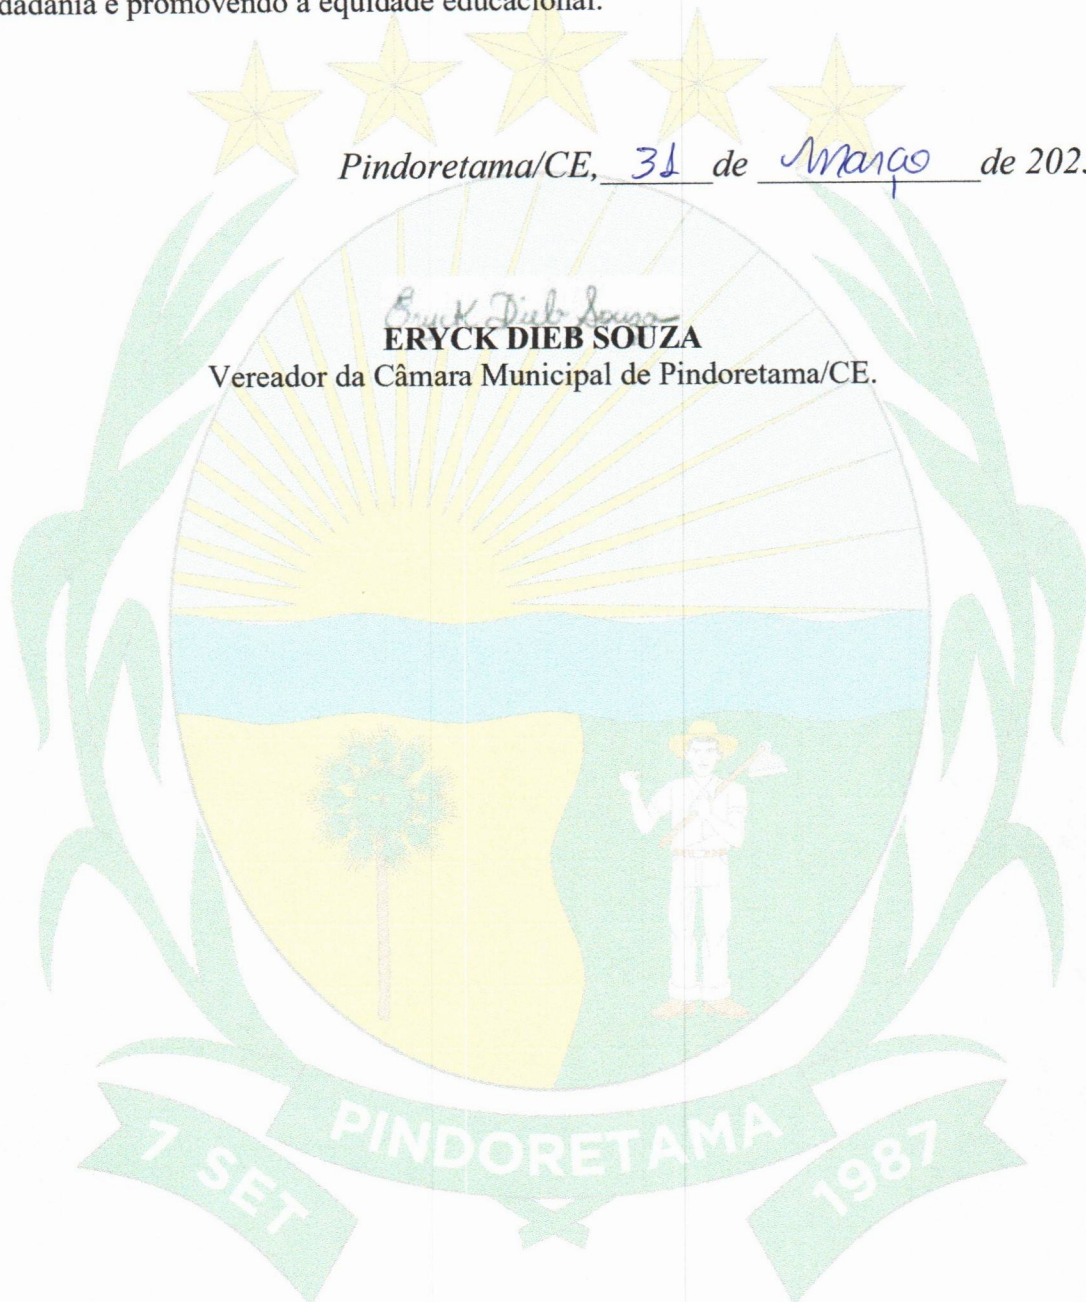 dadania e promovendo a equidade educacional.
Pindoretama/CE, 31 de Março de 202
Eryck Dieb Souza
ERYCK DIEB SOUZA
Vereador da Câmara Municipal de Pindoretama/CE.
PINDORETAMA
7 SET
1987